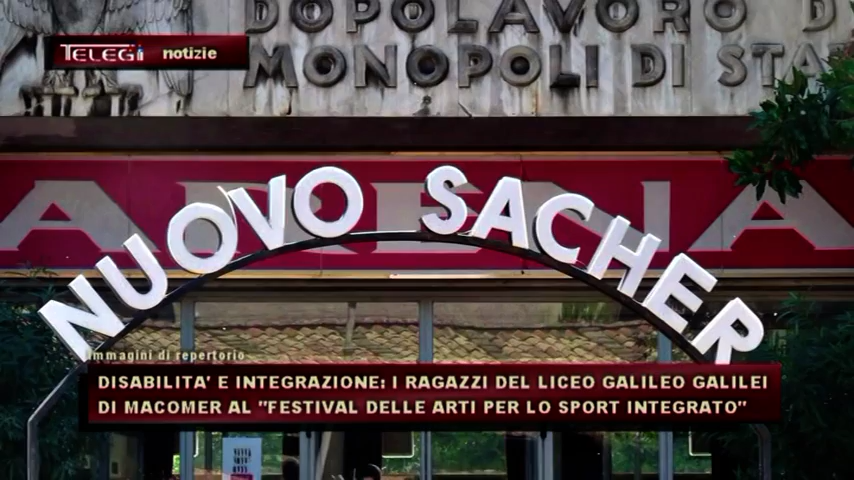 DOPOLAVORO D
MONOPOLI DI STA
TELEGI notizie
ARENA
NUOVO SACHER
Immagini di repertorio
DISABILITA' E INTEGRAZIONE: I RAGAZZI DEL LICEO GALILEO GALILEI
DI MACOMER AL "FESTIVAL DELLE ARTI PER LO SPORT INTEGRATO"